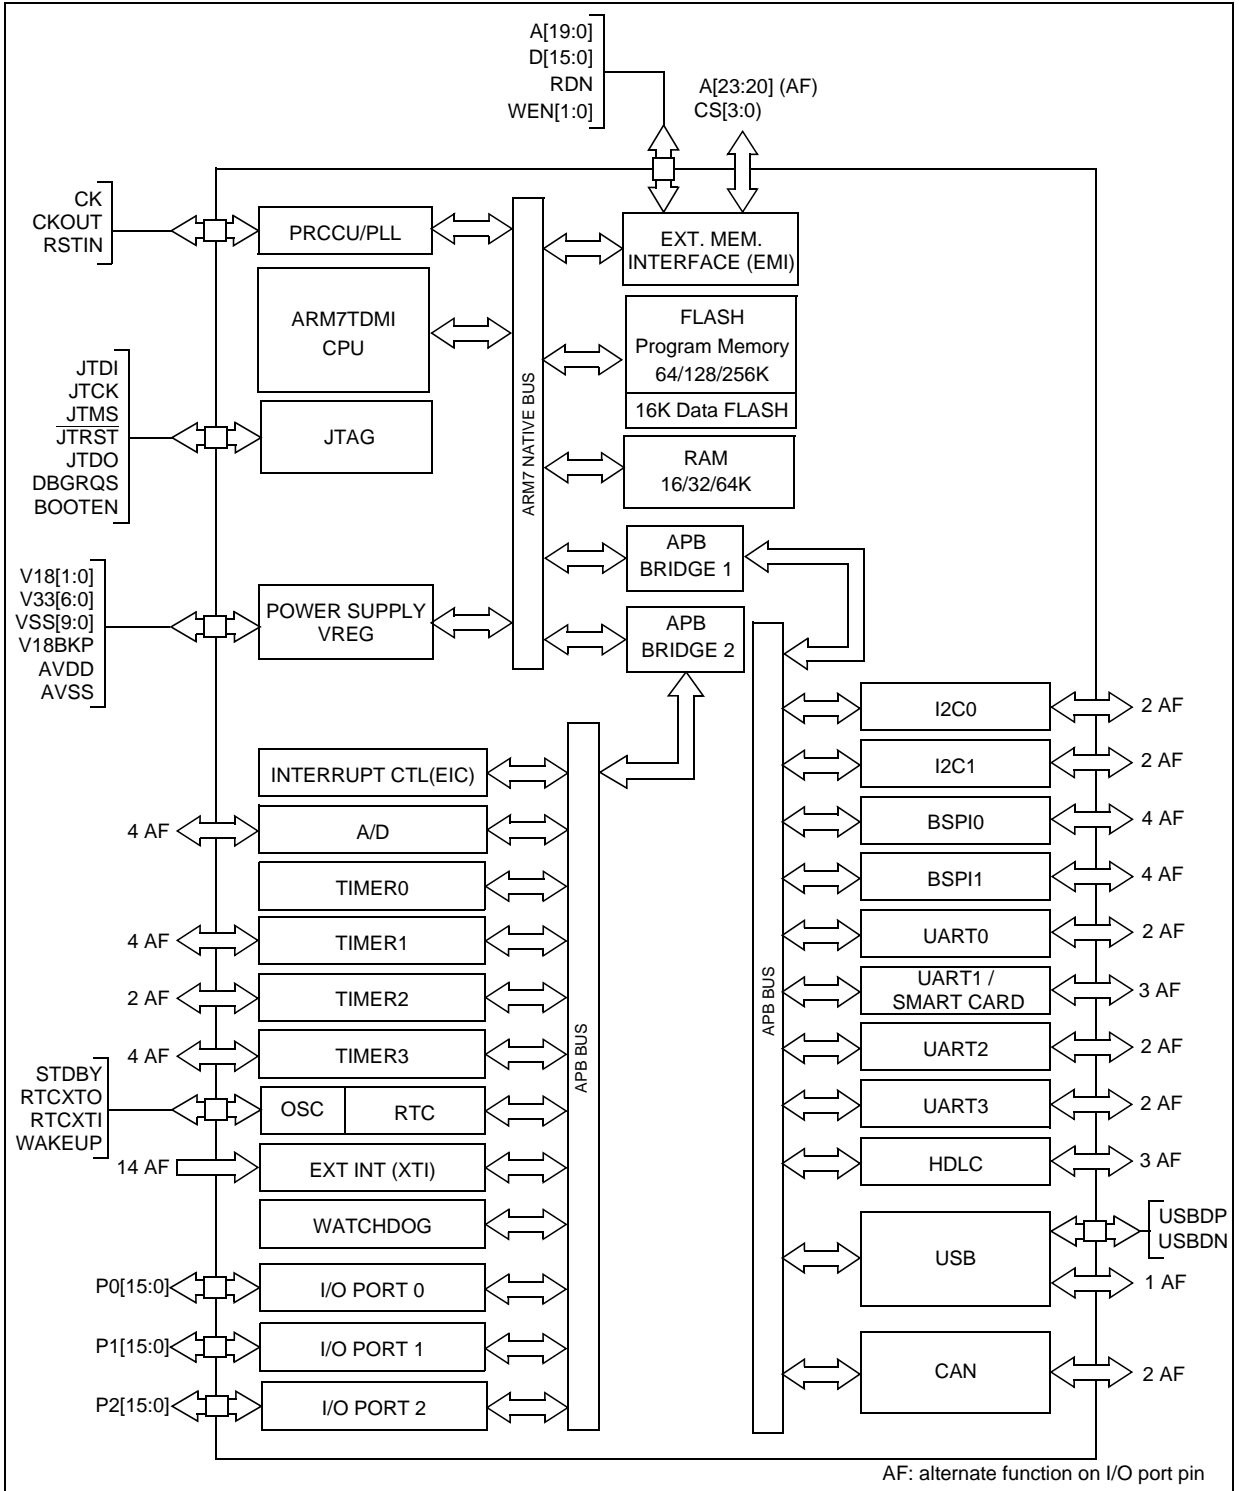 A[19:0]
D[15:0]
RDN
WEN[1:0]
A[23:20] (AF)
CS[3:0)
CK
CKOUT
RSTIN
PRCCU/PLL
EXT. MEM.
INTERFACE (EMI)
ARM7TDMI
CPU
FLASH
Program Memory
64/128/256K
16K Data FLASH
JTDI
JTCK
JTMS
JTRST
JTDO
DBGRQS
BOOTEN
JTAG
ARM7 NATIVE BUS
RAM
16/32/64K
APB
BRIDGE 1
V18[1:0]
V33[6:0]
VSS[9:0]
V18BKP
AVDD
AVSS
POWER SUPPLY
VREG
APB
BRIDGE 2
INTERRUPT CTL(EIC)
4 AF
A/D
TIMER0
4 AF
TIMER1
2 AF
TIMER2
4 AF
TIMER3
STDBY
RTCXTO
RTCXTI
WAKEUP
OSC
RTC
14 AF
EXT INT (XTI)
WATCHDOG
P0[15:0]
I/O PORT 0
P1[15:0]
I/O PORT 1
P2[15:0]
I/O PORT 2
APB BUS
APB BUS
I2C0
2 AF
I2C1
2 AF
BSPI0
4 AF
BSPI1
4 AF
UART0
2 AF
UART1 /
SMART CARD
3 AF
UART2
2 AF
UART3
2 AF
HDLC
3 AF
USB
USBDP
USBDN
1 AF
CAN
2 AF
AF: alternate function on I/O port pin